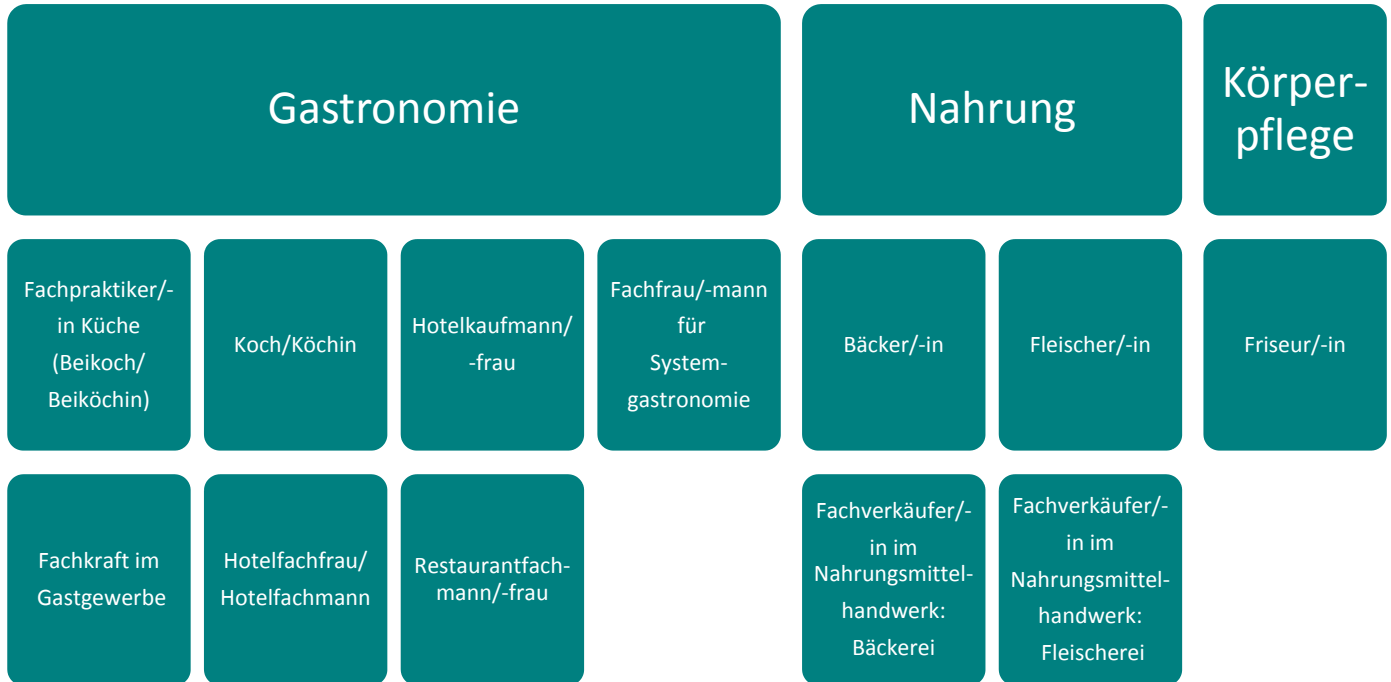 Gastronomie
Nahrung
Körper-
pflege
Fachpraktiker/-
in Küche
(Beikoch/
Beiköchin)
Koch/Köchin
Hotelkaufmann/
-frau
Fachfrau/-mann
für
System-
gastronomie
Bäcker/-in
Fleischer/-in
Friseur/-in
Fachkraft im
Gastgewerbe
Hotelfachfrau/
Hotelfachmann
Restaurantfach-
mann/-frau
Fachverkäufer/-
in im
Nahrungsmittel-
handwerk:
Bäckerei
Fachverkäufer/-
in im
Nahrungsmittel-
handwerk:
Fleischerei